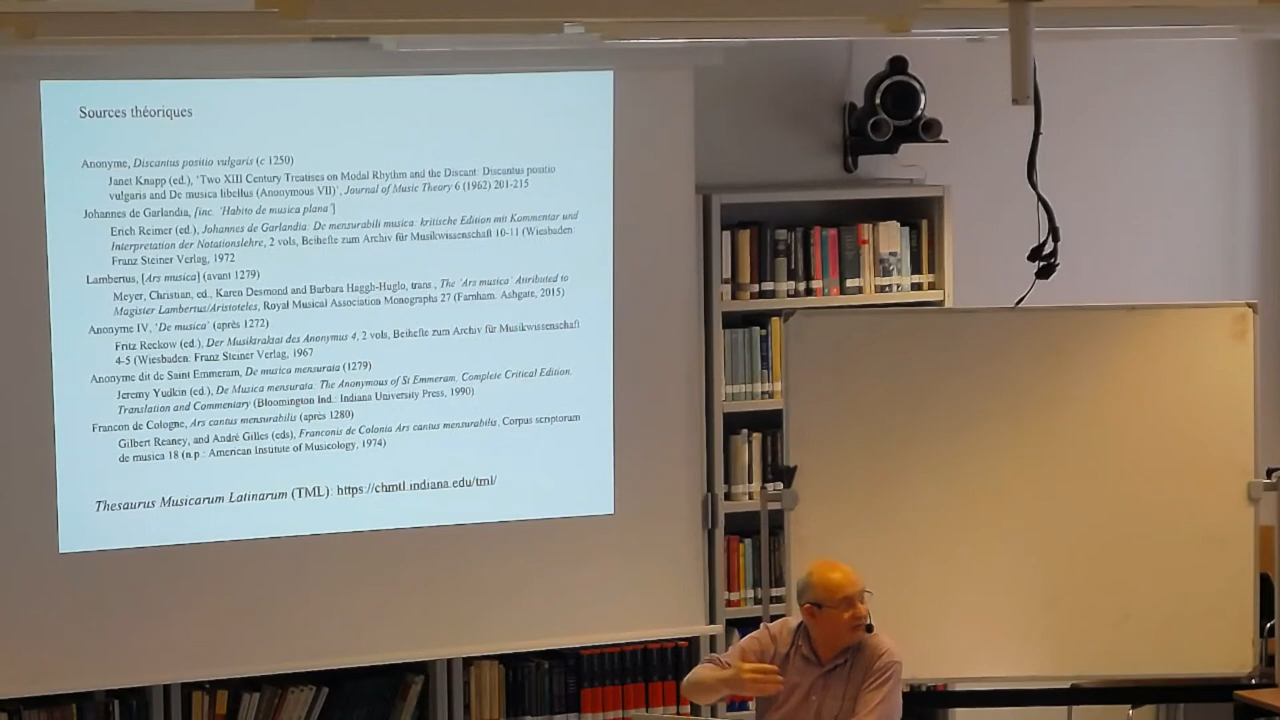 Sources théoriques
Anonyme, Discantus positio vulgaris (c 1250)
Janet Knapp (ed.), 'Two XIII Century Treatises on Modal Rhythm and the Discant: Discantus positio
vulgaris and De musica libellus (Anonymous VII)', Journal of Music Theory 6 (1962) 201-215
Johannes de Garlandia, [inc. 'Habito de musica plana']
Erich Reimer (ed.), Johannes de Garlandia: De mensurabili musica: kritische Edition mit Kommentar und
Interpretation der Notationslehre, 2 vols, Beihefte zum Archiv für Musikwissenschaft 10-11 (Wiesbaden:
Franz Steiner Verlag, 1972
Lambertus, [Ars musica] (avant 1279)
Meyer, Christian, ed., Karen Desmond and Barbara Haggh-Huglo, trans., The 'Ars musica' Attributed to
Magister Lambertus/Aristoteles, Royal Musical Association Monographs 27 (Farnham: Ashgate, 2015)
Anonyme IV, 'De musica' (après 1272)
Fritz Reckow (ed.), Der Musiktraktat des Anonymus 4, 2 vols, Beihefte zum Archiv für Musikwissenschaft
4-5 (Wiesbaden: Franz Steiner Verlag, 1967
Anonyme dit de Saint Emmeram, De musica mensurata (1279)
Jeremy Yudkin (ed.), De Musica mensurata: The Anonymous of St Emmeram, Complete Critical Edition,
Translation and Commentary (Bloomington Ind.: Indiana University Press, 1990)
Francon de Cologne, Ars cantus mensurabilis (après 1280)
Gilbert Reaney, and André Gilles (eds), Franconis de Colonia Ars cantus mensurabilis, Corpus scriptorum
de musica 18 (n.p.: American Institute of Musicology, 1974)
Thesaurus Musicarum Latinarum (TML): https://chmtl.indiana.edu/tml/